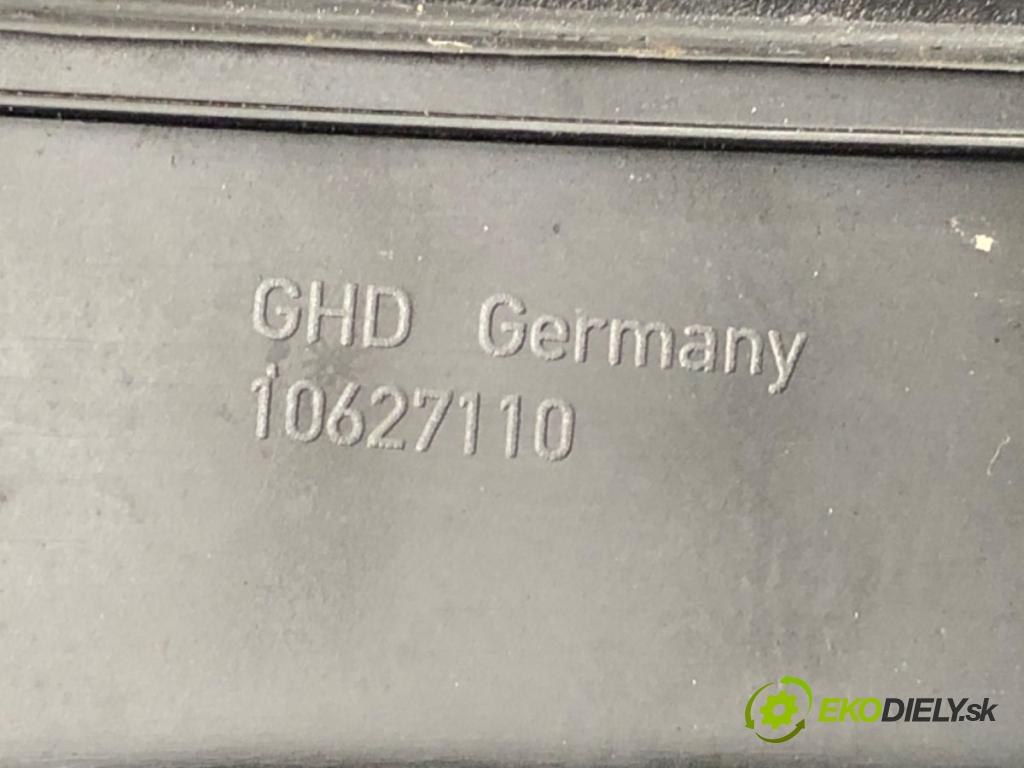 GHD Germany
10627110
EKODIELY.sk